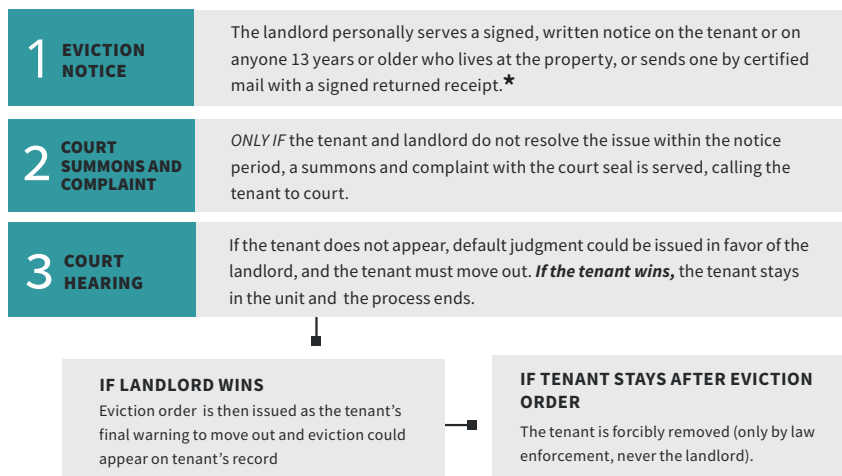 1 EVICTION
NOTICE
The landlord personally serves a signed, written notice on the tenant or on
anyone 13 years or older who lives at the property, or sends one by certified
mail with a signed returned receipt.*
2 COURT
SUMMONS AND
COMPLAINT
ONLY IF the tenant and landlord do not resolve the issue within the notice
period, a summons and complaint with the court seal is served, calling the
tenant to court.
3 COURT
HEARING
If the tenant does not appear, default judgment could be issued in favor of the
landlord, and the tenant must move out. If the tenant wins, the tenant stays
in the unit and the process ends.
IF LANDLORD WINS
Eviction order is then issued as the tenant's
final warning to move out and eviction could
appear on tenant's record
IF TENANT STAYS AFTER EVICTION
ORDER
The tenant is forcibly removed (only by law
enforcement, never the landlord).